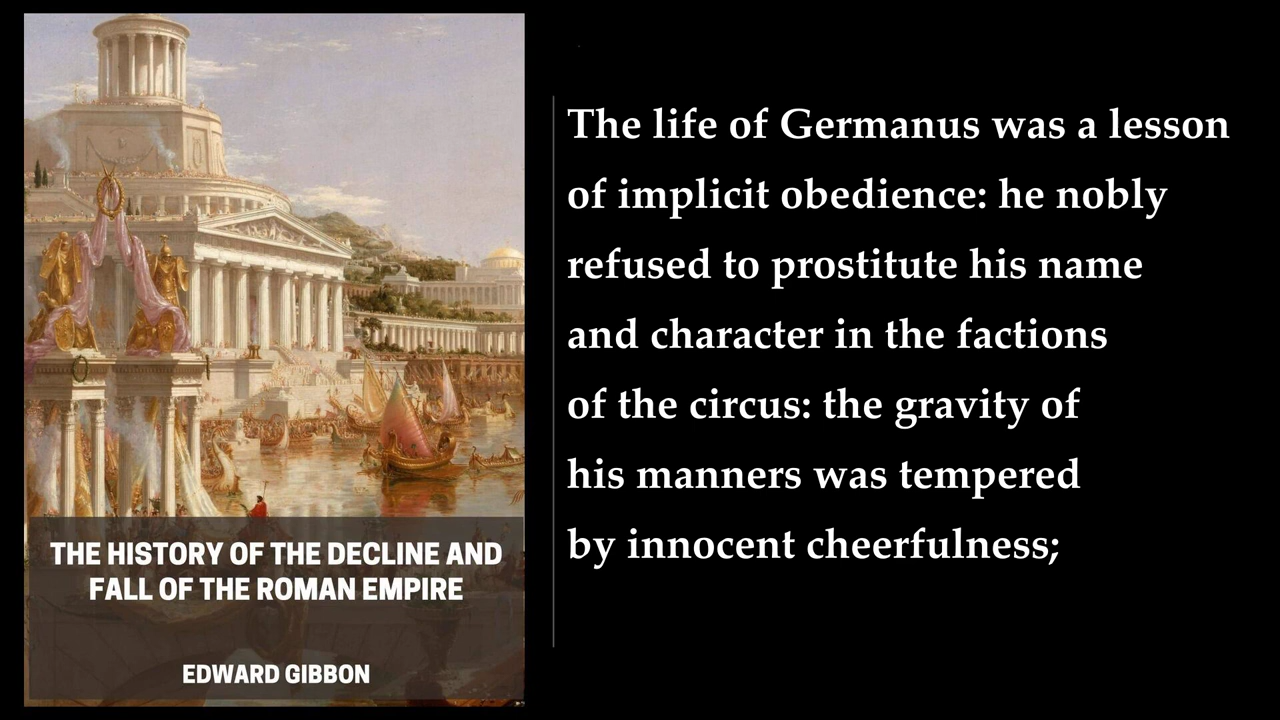 THE HISTORY OF THE DECLINE AND
FALL OF THE ROMAN EMPIRE
EDWARD GIBBON
The life of Germanus was a lesson
of implicit obedience: he nobly
refused to prostitute his name
and character in the factions
of the circus: the gravity of
his manners was tempered
by innocent cheerfulness;